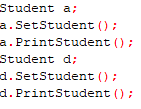 Student a;
a.SetStudent();
a.PrintStudent();
Student d;
d.SetStudent();
d.PrintStudent();